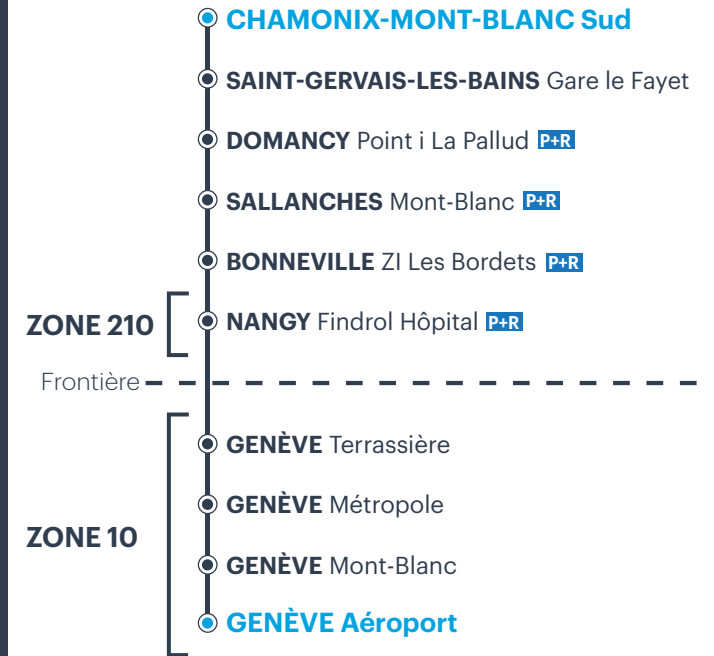 CHAMONIX-MONT-BLANC Sud
SAINT-GERVAIS-LES-BAINS Gare le Fayet
DOMANCY Point i La Pallud P+R
SALLANCHES Mont-Blanc P+R
BONNEVILLE ZI Les Bordets P+R
ZONE 210
NANGY Findrol Hôpital P+R
Frontière
GENÈVE Terrassière
GENÈVE Métropole
ZONE 10
GENÈVE Mont-Blanc
GENÈVE Aéroport